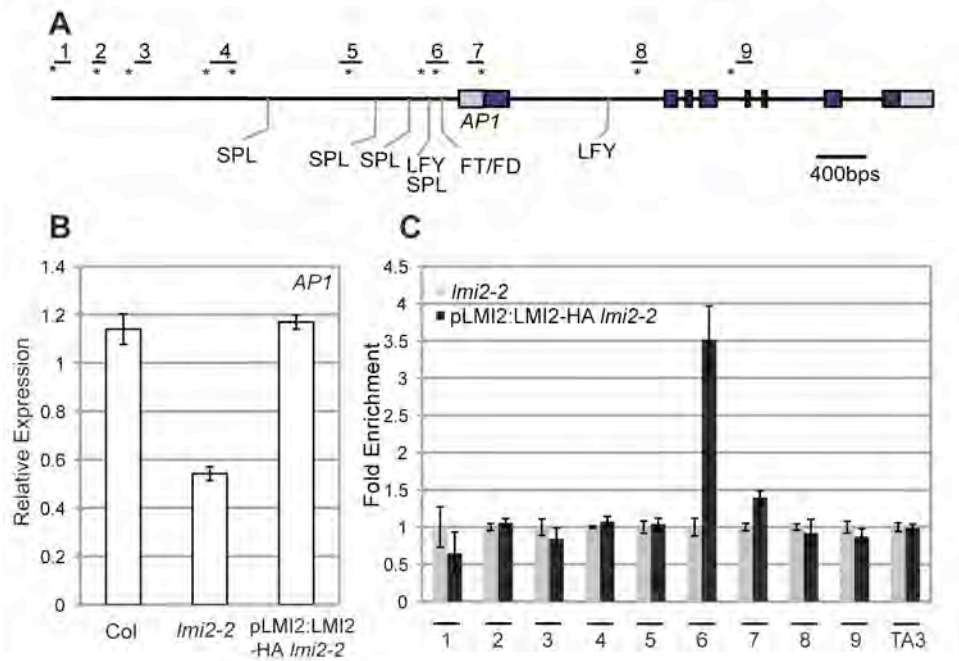 A
1 2 3 4 5 6 7 8 9
* * * * * * * * * * *
AP1
SPL SPL SPL LFY FT/FD LFY
SPL
400bps
B
AP1
Relative Expression
1.4
1.2
1
0.8
0.6
0.4
0.2
0
Col lmi2-2 pLMI2:LMI2
-HA lmi2-2
C
lmi2-2
pLMI2:LMI2-HA lmi2-2
Fold Enrichment
4.5
4
3.5
3
2.5
2
1.5
1
0.5
0
1 2 3 4 5 6 7 8 9 TA3